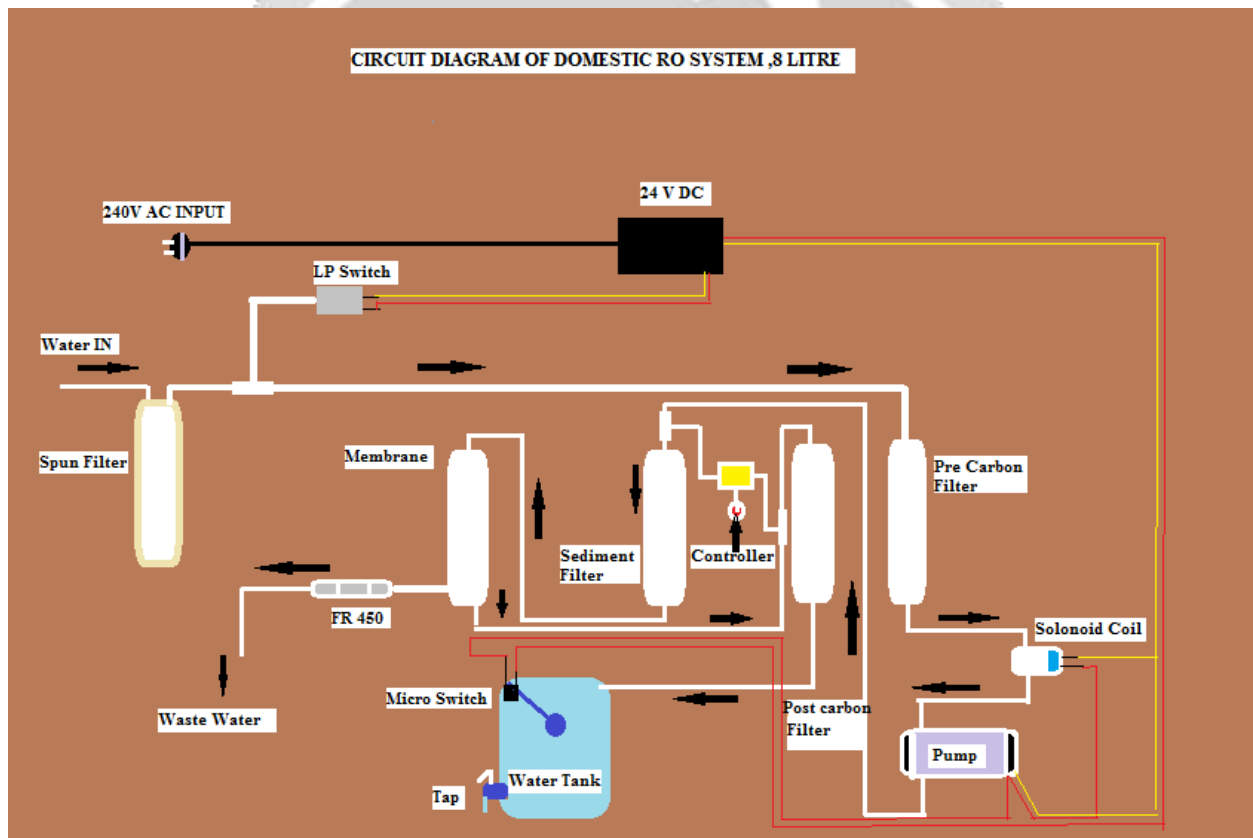 CIRCUIT DIAGRAM OF DOMESTIC RO SYSTEM ,8 LITRE
24 V DC
240V AC INPUT
LP Switch
Water IN
Spun Filter
Membrane
Pre Carbon
Filter
Sediment
Filter
Controller
FR 450
Solonoid Coil
Micro Switch
Post carbon
Filter
Waste Water
Pump
Water Tank
Tap